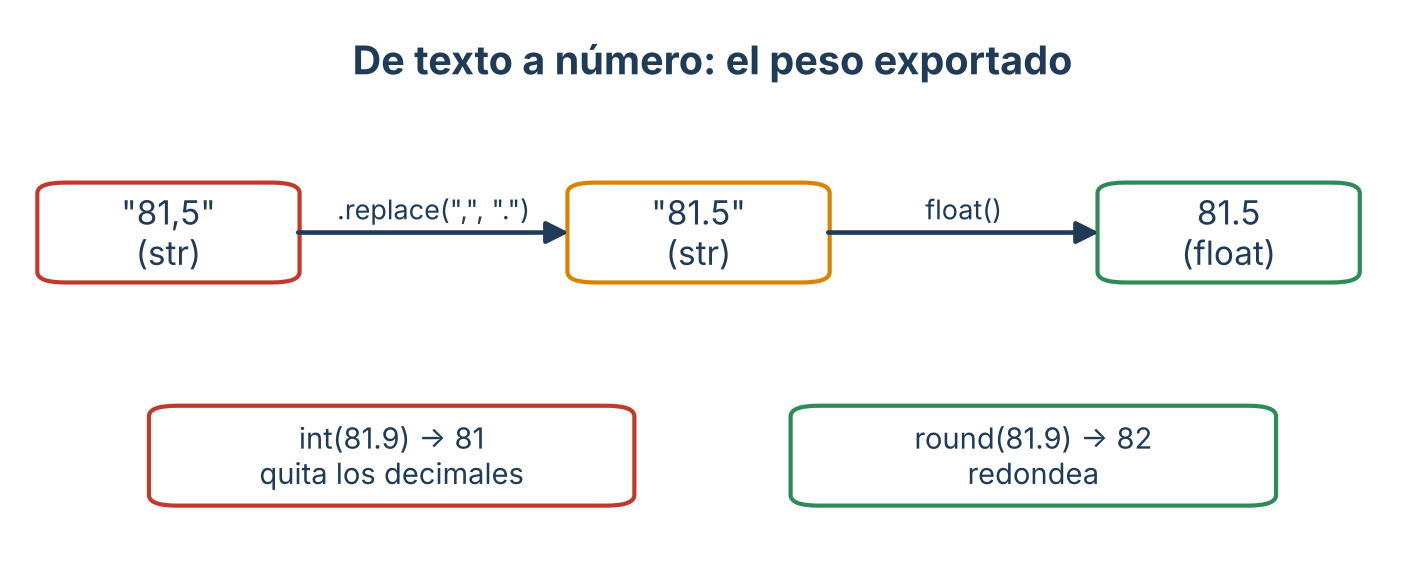 De texto a número: el peso exportado
"81,5"
(str)
.replace(",", ".")
"81.5"
(str)
float()
81.5
(float)
int(81.9) → 81
quita los decimales
round(81.9) → 82
redondea